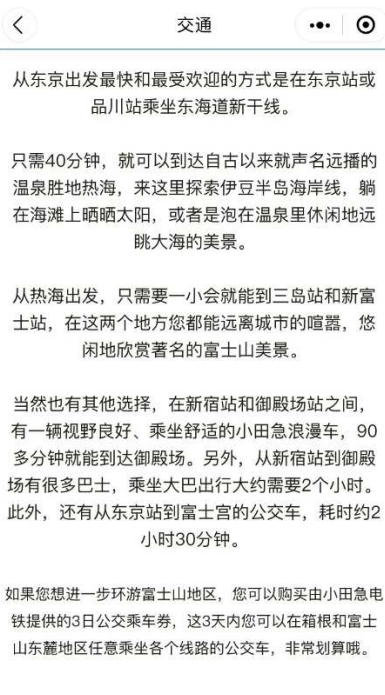 交通
从东京出发最快和最受欢迎的方式是在东京站或
品川站乘坐东海道新干线。
只需40分钟，就可以到达自古以来就声名远播的
温泉胜地热海，来这里探索伊豆半岛海岸线，躺
在海滩上晒晒太阳，或者是泡在温泉里休闲地远
眺大海的美景。
从热海出发，只需要一小会就能到三岛站和新富
士站，在这两个地方您都能远离城市的喧嚣，悠
闲地欣赏著名的富士山美景。
当然也有其他选择，在新宿站和御殿场站之间，
有一辆视野良好、乘坐舒适的小田急浪漫车，90
多分钟就能到达御殿场。另外，从新宿站到御殿
场有很多巴士，乘坐大巴出行大约需要2个小时。
此外，还有从东京站到富士宫的公交车，耗时约2
小时30分钟。
如果您想进一步环游富士山地区，您可以购买由小田急电
铁提供的3日公交乘车券，这3天内您可以在箱根和富士
山东麓地区任意乘坐各个线路的公交车，非常划算哦。